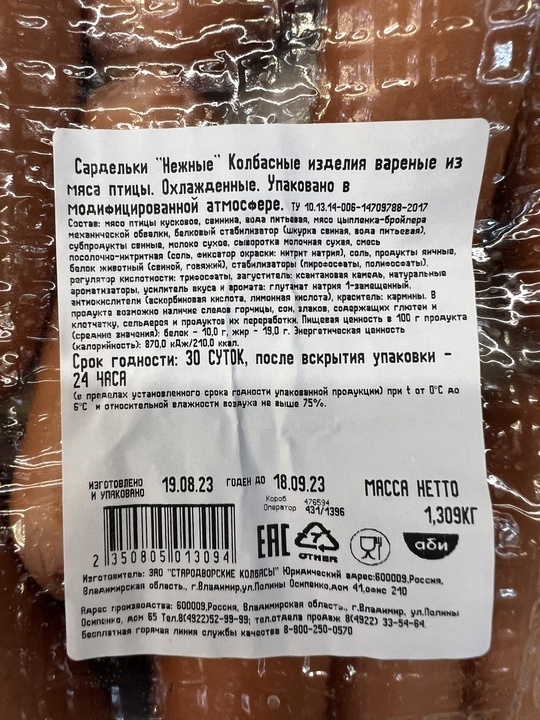 Сардельки "Нежные" Колбасные изделия вареные из
мяса птицы. Охлажденные. Упаковано в
модифицированной атмосфере. ТУ 10.13.14-006-14709788-2017
Состав: мясо птицы кусковое, свинина, вода питьевая, мясо цыпленка-бройлера
механической обвалки, белковый стабилизатор (шкурка свиная, вода питьевая),
субпродукты свиные, молоко сухое, сыворотка молочная сухая, смесь
посолочно-нитритная (соль, фиксатор окраски: нитрит натрия), соль, продукты яичные,
белок животный (свиной, говяжий), стабилизаторы (пирофосфаты, полифосфаты),
регулятор кислотности: трифосфаты, загуститель: ксантановая камедь, натуральные
ароматизаторы, усилитель вкуса и аромата: глутамат натрия 1-замещенный,
антиокислители (аскорбиновая кислота, лимонная кислота), краситель: кармины. В
продукте возможно наличие следов горчицы, сои, злаков, содержащих глютен и
клетчатку, сельдерея и продуктов их переработки. Пищевая ценность в 100 г продукта
(средние значения): белок - 10,0 г, жир - 19,0 г. Энергетическая ценность
(калорийность): 870,0 кДж/210,0 ккал.
Срок годности: 30 СУТОК, после вскрытия упаковки -
24 ЧАСА
(в пределах установленного срока годности упакованной продукции) при t от 0°С до
6°С и относительной влажности воздуха не выше 75%.
ИЗГОТОВЛЕНО И УПАКОВАНО 19.08.23 ГОДЕН ДО 18.09.23 МАССА НЕТТО
Короб 476594
Оператор 431/1396
1,309КГ
2 350805 013094
EAC
7
OTHER
аби
Изготовитель: ЗАО "СТАРОДВОРСКИЕ КОЛБАСЫ" Юридический адрес:600009,Россия,
Владимирская область., г.Владимир,ул.Полины Осипенко,дом 41,офис 210
Адрес производства: 600009,Россия, Владимирская область., г.Владимир, ул.Полины
Осипенко, дом 65 Тел.8(4922)52-99-99; тел.отдела продаж 8(4922) 33-54-64.
Бесплатная горячая линия службы качества 8-800-250-0570